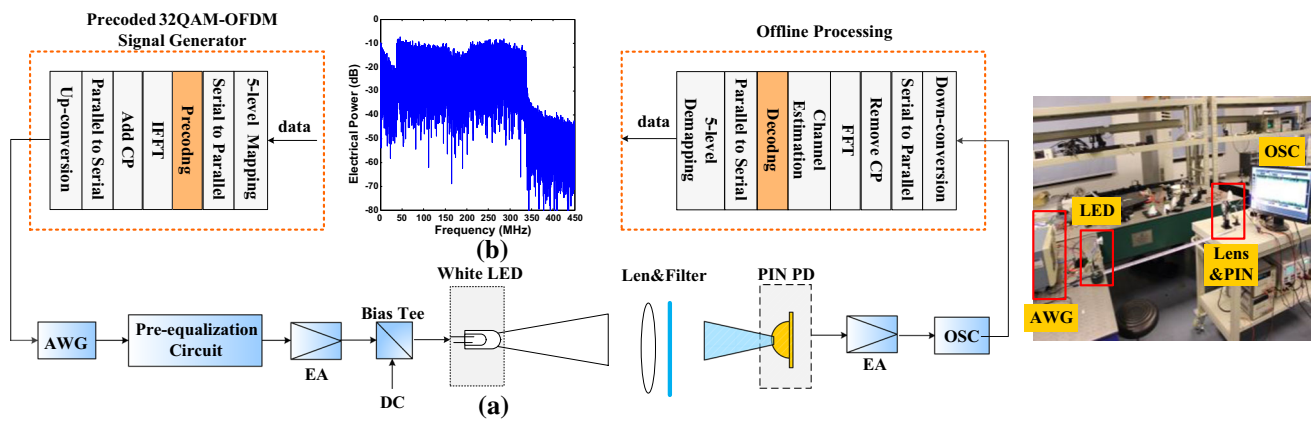 Precoded 32QAM-OFDM
Signal Generator
Up-conversion
Parallel to Serial
Add CP
IFFT
Precodng
Serial to Parallel
5-level Mapping
data
Electrical Power (dB)
0
-10
-20
-30
-40
-50
-60
-70
-80
0 50 100 150 200 250 300 350 400 450
Frequency (MHz)
(b)
Offline Processing
data
5-level
Demapping
Parallel to Serial
Decodng
Channel
Estimation
FFT
Remove CP
Serial to Parallel
Down-conversion
OSC
LED
Lens
&PIN
AWG
AWG
Pre-equalization
Circuit
EA
Bias Tee
DC
White LED
Len&Filter
PIN PD
EA
OSC
(a)